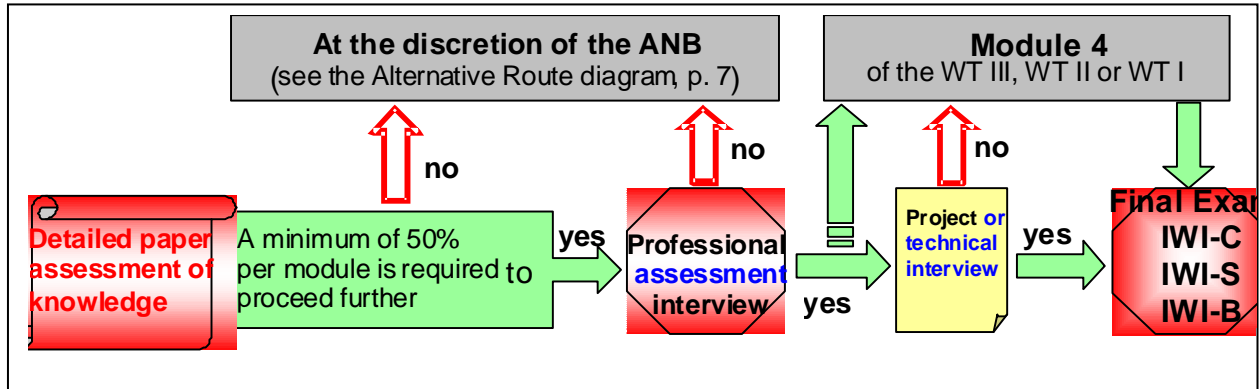 At the discretion of the ANB
(see the Alternative Route diagram, p. 7)
Module 4
of the WT III, WT II or WT I
no
no
no
Detailed paper
assessment of
knowledge
A minimum of 50%
per module is required to
proceed further
yes
Professional
assessment
interview
yes
Project or
technical
interview
yes
Final Exa
IWI-C
IWI-S
IWI-B